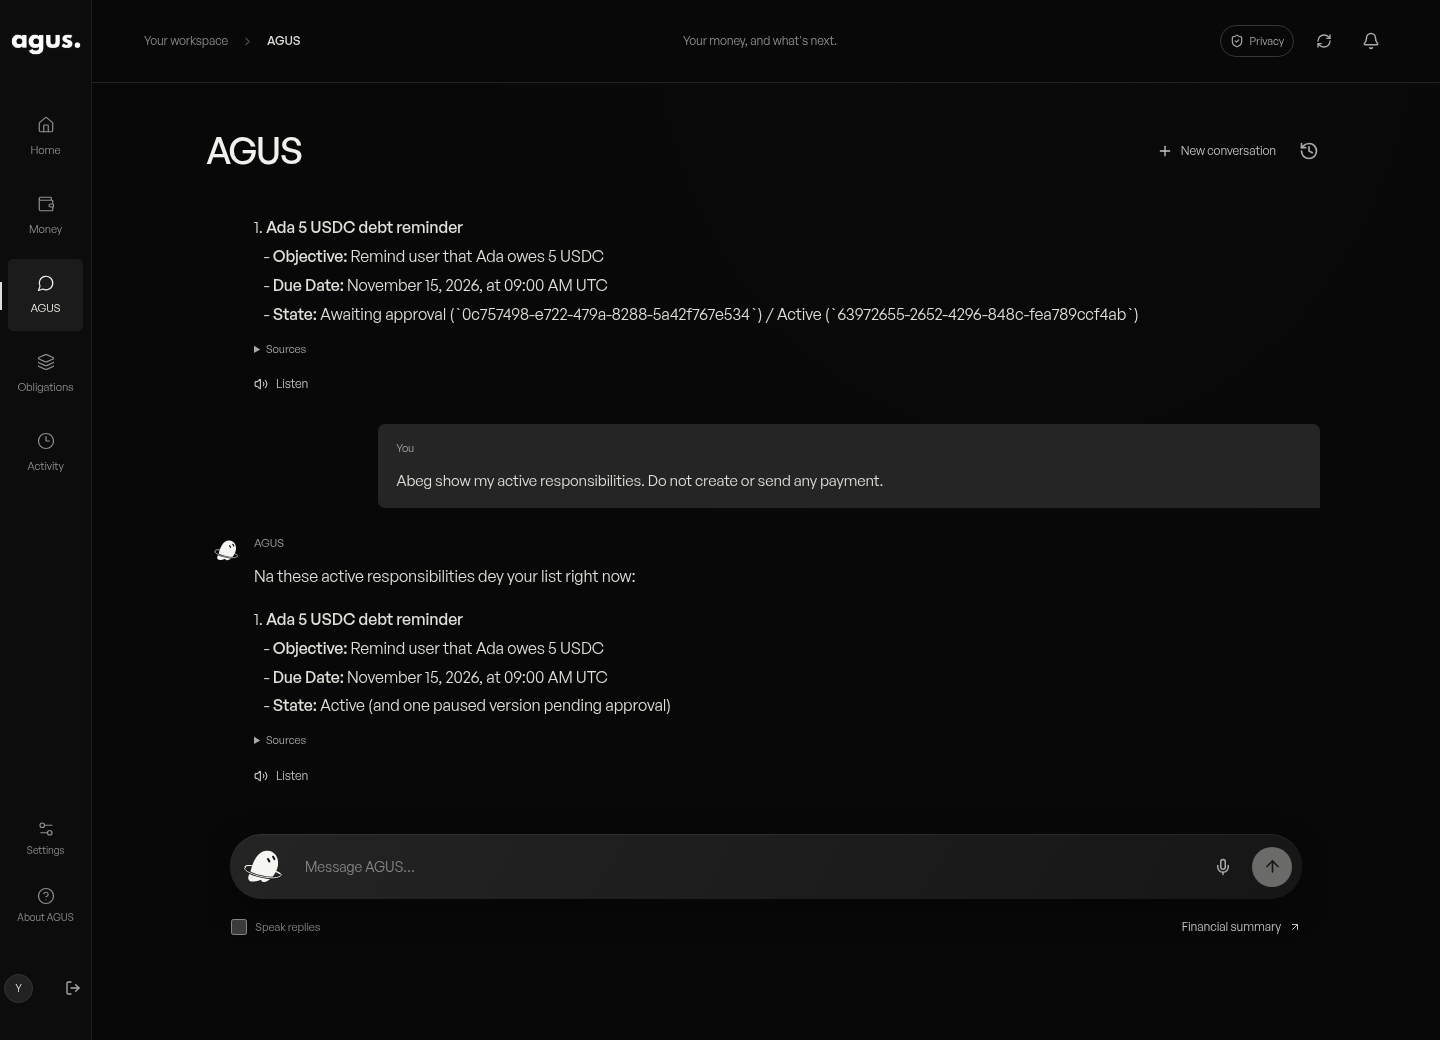 agus.
Your workspace > AGUS
Your money, and what's next.
Privacy
Home
Money
AGUS
Obligations
Activity
Settings
About AGUS
Y
AGUS
New conversation
1. Ada 5 USDC debt reminder
- Objective: Remind user that Ada owes 5 USDC
- Due Date: November 15, 2026, at 09:00 AM UTC
- State: Awaiting approval (`0c757498-e722-479a-8288-5a42f767e534`) / Active (`63972655-2652-4296-848c-fea789ccf4ab`)
Sources
Listen
You
Abeg show my active responsibilities. Do not create or send any payment.
AGUS
Na these active responsibilities dey your list right now:
1. Ada 5 USDC debt reminder
- Objective: Remind user that Ada owes 5 USDC
- Due Date: November 15, 2026, at 09:00 AM UTC
- State: Active (and one paused version pending approval)
Sources
Listen
Message AGUS...
Speak replies
Financial summary